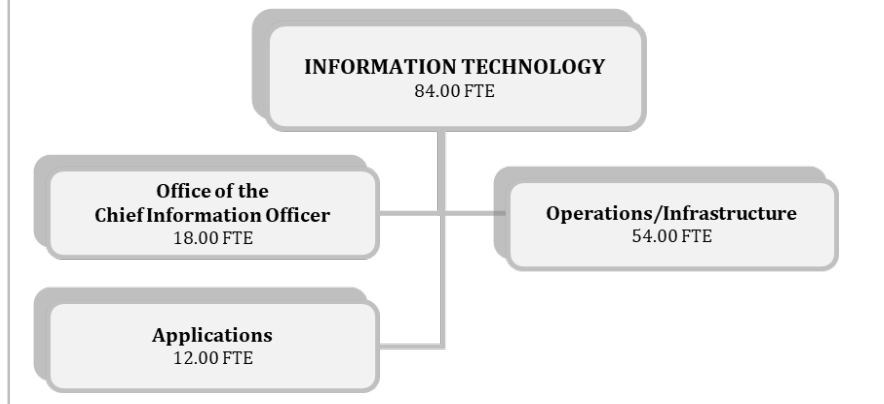 INFORMATION TECHNOLOGY
84.00 FTE
Office of the
Chief Information Officer
18.00 FTE
Operations/Infrastructure
54.00 FTE
Applications
12.00 FTE